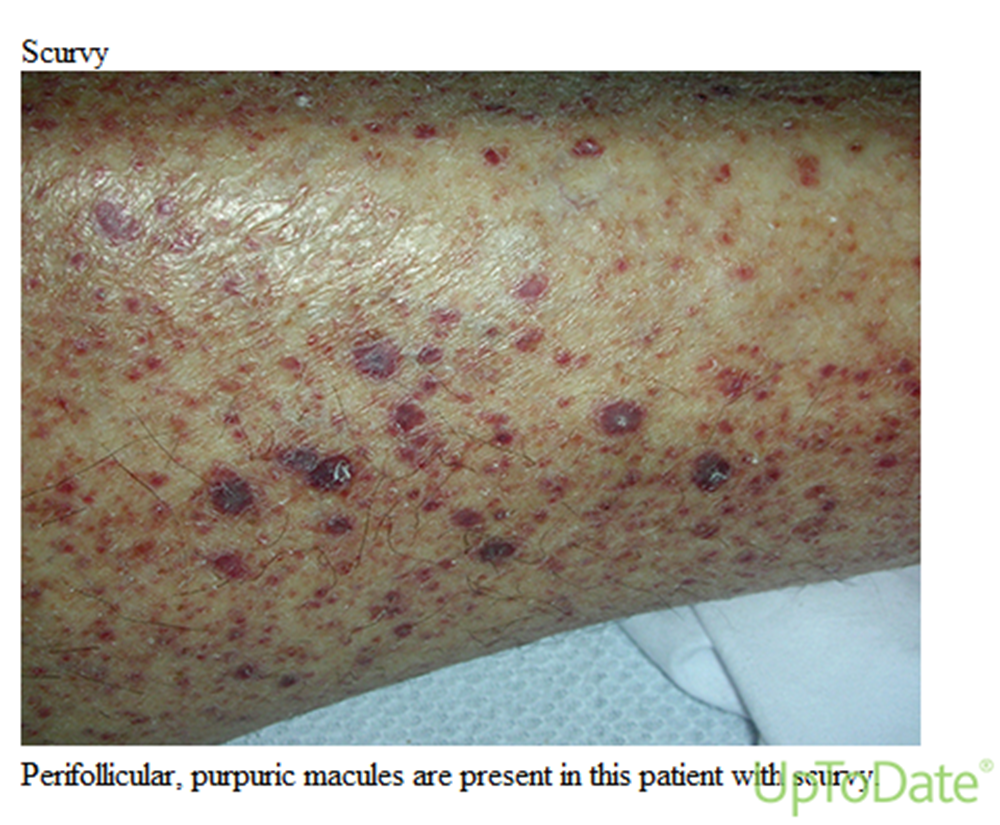 Scurvy
Perifollicular, purpuric macules are present in this patient with scurvy.
UpToDate®